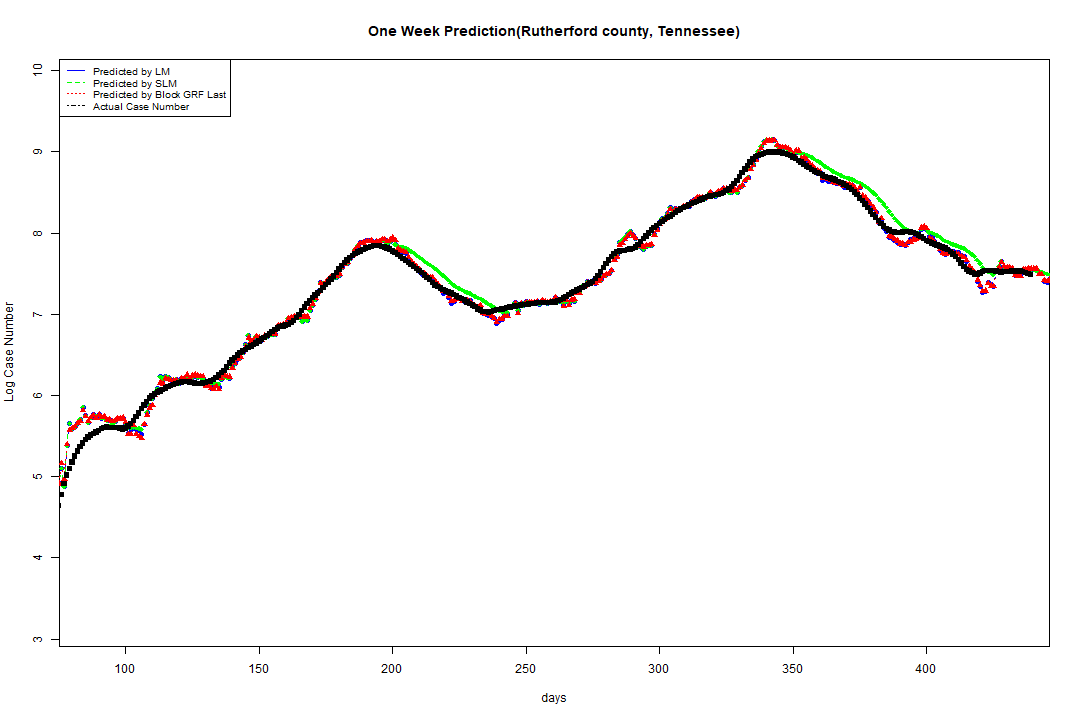 One Week Prediction(Rutherford county, Tennessee)
Predicted by LM
Predicted by SLM
Predicted by Block GRF Last
Actual Case Number
10
9
8
7
6
5
4
3
Log Case Number
100 150 200 250 300 350 400
days